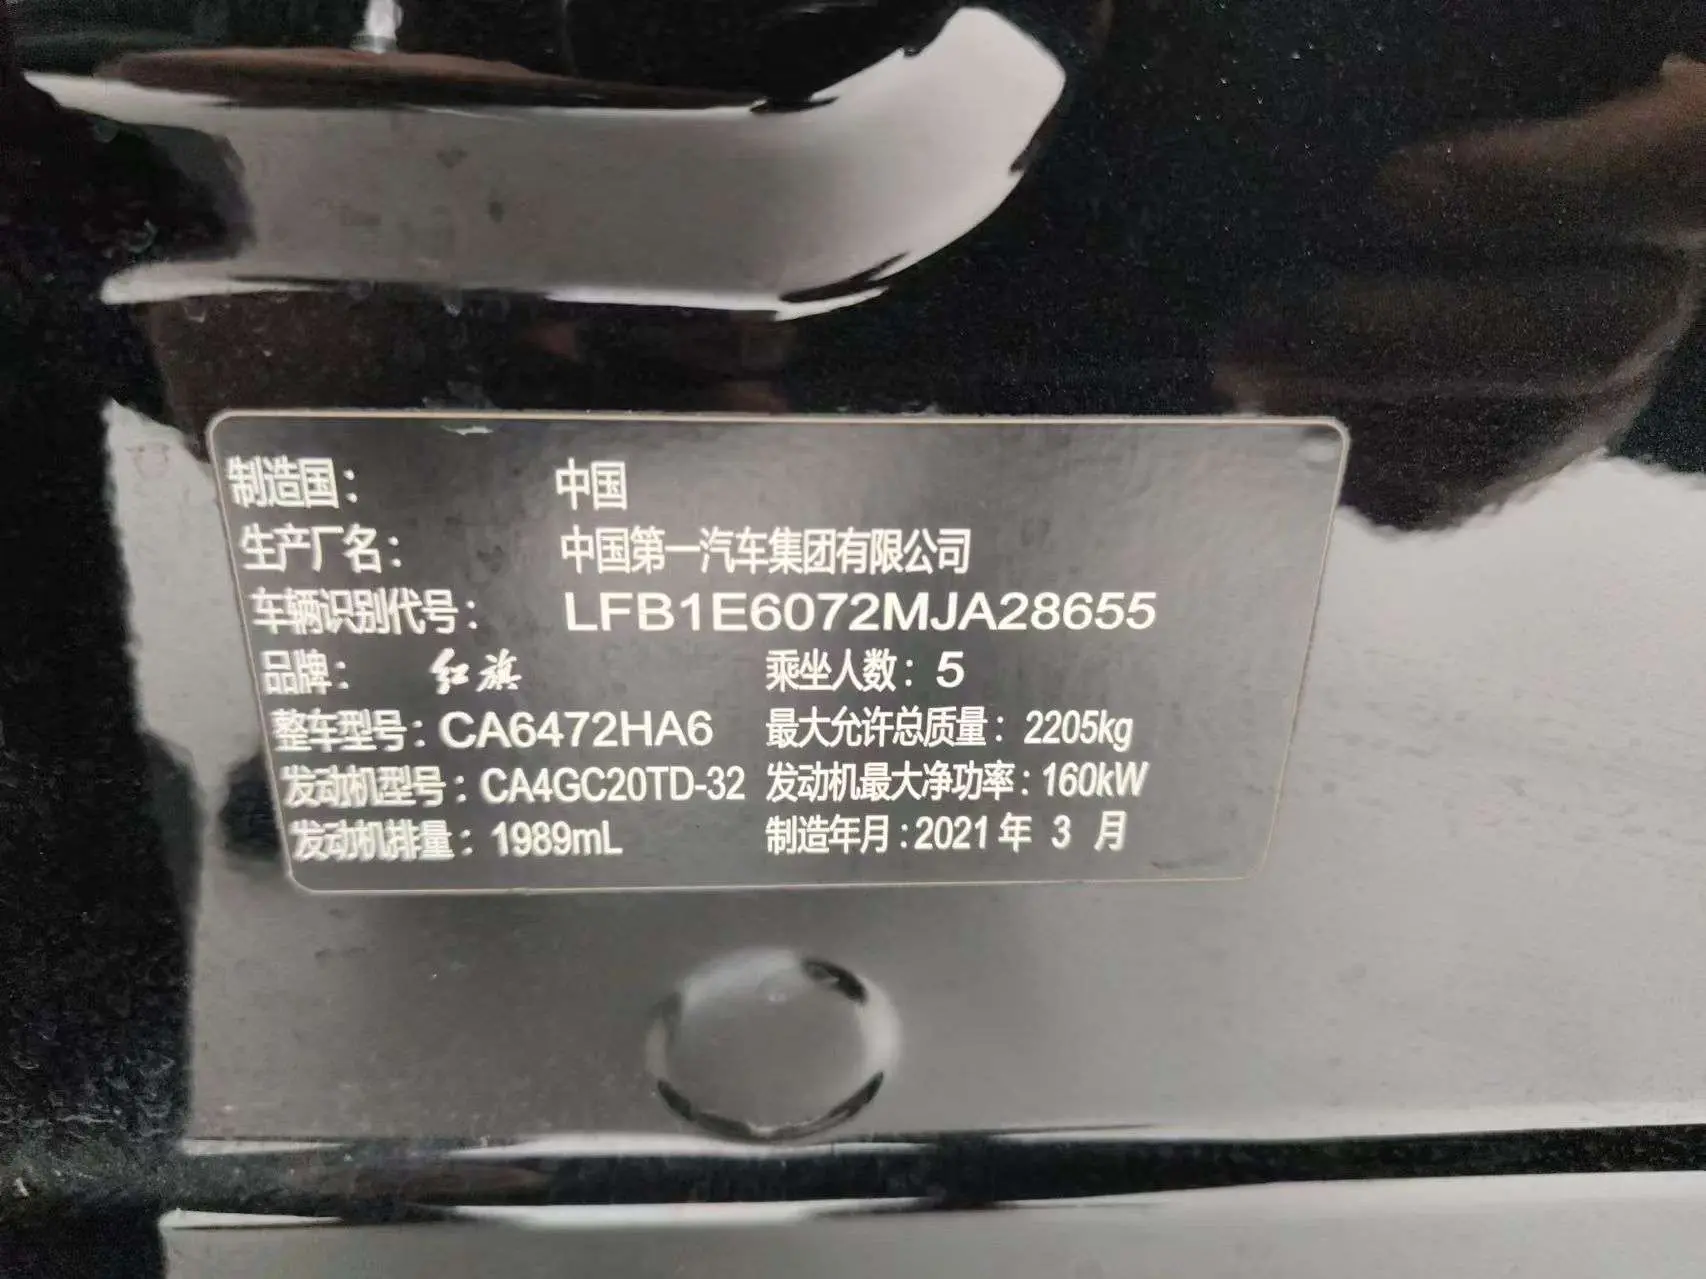 制造国： 中国
生产厂名： 中国第一汽车集团有限公司
车辆识别代号： LFB1E6072MJA28655
品牌： 红旗 乘坐人数：5
整车型号：CA6472HA6 最大允许总质量：2205kg
发动机型号：CA4GC20TD-32 发动机最大净功率：160kW
发动机排量：1989mL 制造年月：2021年 3 月